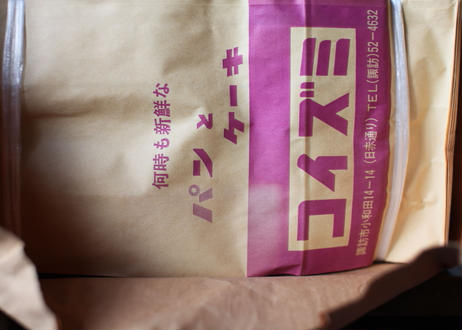 何時も新鮮な
パンと
ケーキ
コイズミ
諏訪市小和田14-14 (日赤通り) TEL(諏訪)52-4632